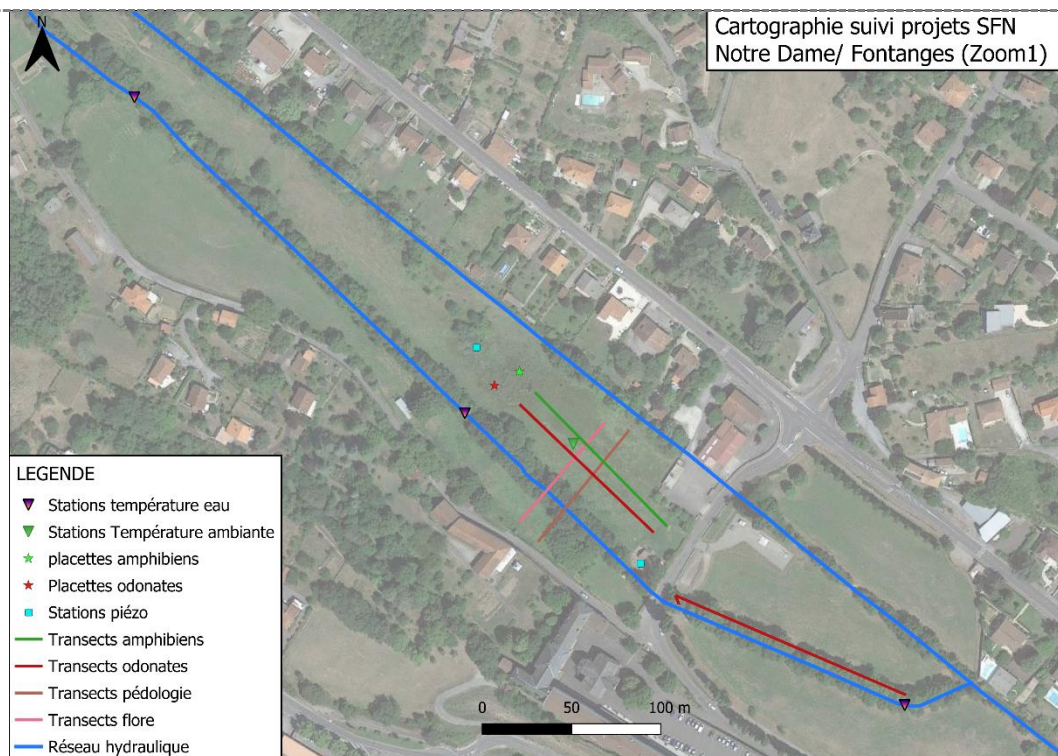 Cartographie suivi projets SFN
Notre Dame/ Fontanges (Zoom1)
N
LEGENDE
Stations température eau
Stations Température ambiante
placettes amphibiens
Placettes odonates
Stations piézo
Transects amphibiens
Transects odonates
Transects pédologie
Transects flore
Réseau hydraulique
0 50 100 m